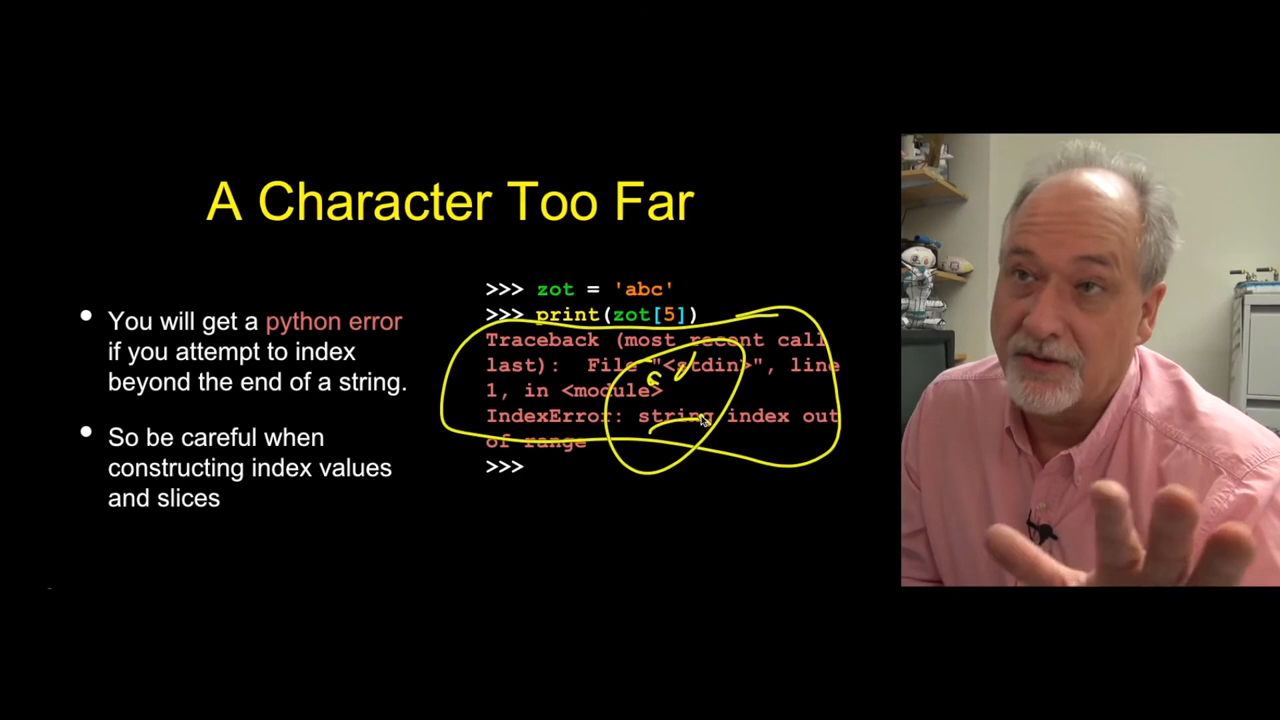 A Character Too Far
• You will get a python error
if you attempt to index
beyond the end of a string.
• So be careful when
constructing index values
and slices
>>> zot = 'abc'
>>> print(zot[5])
Traceback (most recent call
last):  File "<stdin>", line
1, in <module>
IndexError: string index out
of range
>>>